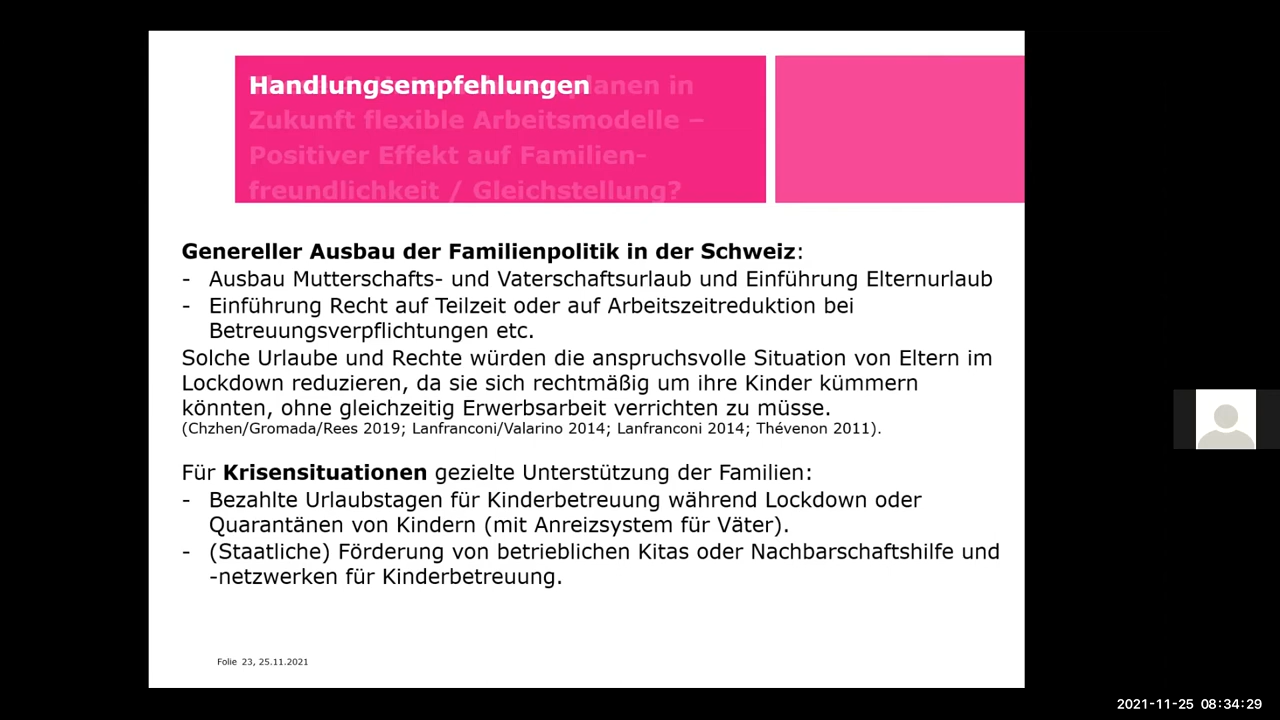 Handlungsempfehlungen
planen in
Zukunft flexible Arbeitsmodelle –
Positiver Effekt auf Familien-
freundlichkeit / Gleichstellung?
Genereller Ausbau der Familienpolitik in der Schweiz:
- Ausbau Mutterschafts- und Vaterschaftsurlaub und Einführung Elternurlaub
- Einführung Recht auf Teilzeit oder auf Arbeitszeitreduktion bei
Betreuungsverpflichtungen etc.
Solche Urlaube und Rechte würden die anspruchsvolle Situation von Eltern im
Lockdown reduzieren, da sie sich rechtmäßig um ihre Kinder kümmern
könnten, ohne gleichzeitig Erwerbsarbeit verrichten zu müsse.
(Chzhen/Gromada/Rees 2019; Lanfranconi/Valarino 2014; Lanfranconi 2014; Thévenon 2011).
Für Krisensituationen gezielte Unterstützung der Familien:
- Bezahlte Urlaubstagen für Kinderbetreuung während Lockdown oder
Quarantänen von Kindern (mit Anreizsystem für Väter).
- (Staatliche) Förderung von betrieblichen Kitas oder Nachbarschaftshilfe und
-netzwerken für Kinderbetreuung.
Folie 23, 25.11.2021
2021-11-25 08:34:29